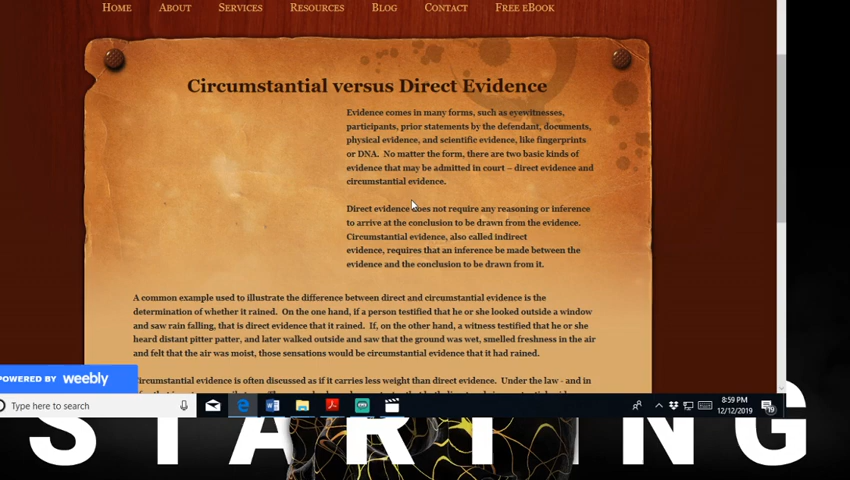 Home About Services Resources Blog Contact Free eBook
Circumstantial versus Direct Evidence
Evidence comes in many forms, such as eyewitnesses,
participants, prior statements by the defendant, documents,
physical evidence, and scientific evidence, like fingerprints
or DNA.  No matter the form, there are two basic kinds of
evidence that may be admitted in court – direct evidence and
circumstantial evidence.
Direct evidence does not require any reasoning or inference
to arrive at the conclusion to be drawn from the evidence.
Circumstantial evidence, also called indirect
evidence, requires that an inference be made between the
evidence and the conclusion to be drawn from it.
A common example used to illustrate the difference between direct and circumstantial evidence is the
determination of whether it rained.  On the one hand, if a person testified that he or she looked outside a window
and saw rain falling, that is direct evidence that it rained.  If, on the other hand, a witness testified that he or she
heard distant pitter patter, and later walked outside and saw that the ground was wet, smelled freshness in the air
and felt that the air was moist, those sensations would be circumstantial evidence that it had rained.
Circumstantial evidence is often discussed as if it carries less weight than direct evidence.  Under the law - and in
POWERED BY weebly
Type here to search
8:59 PM
12/12/2019
19
STARTING